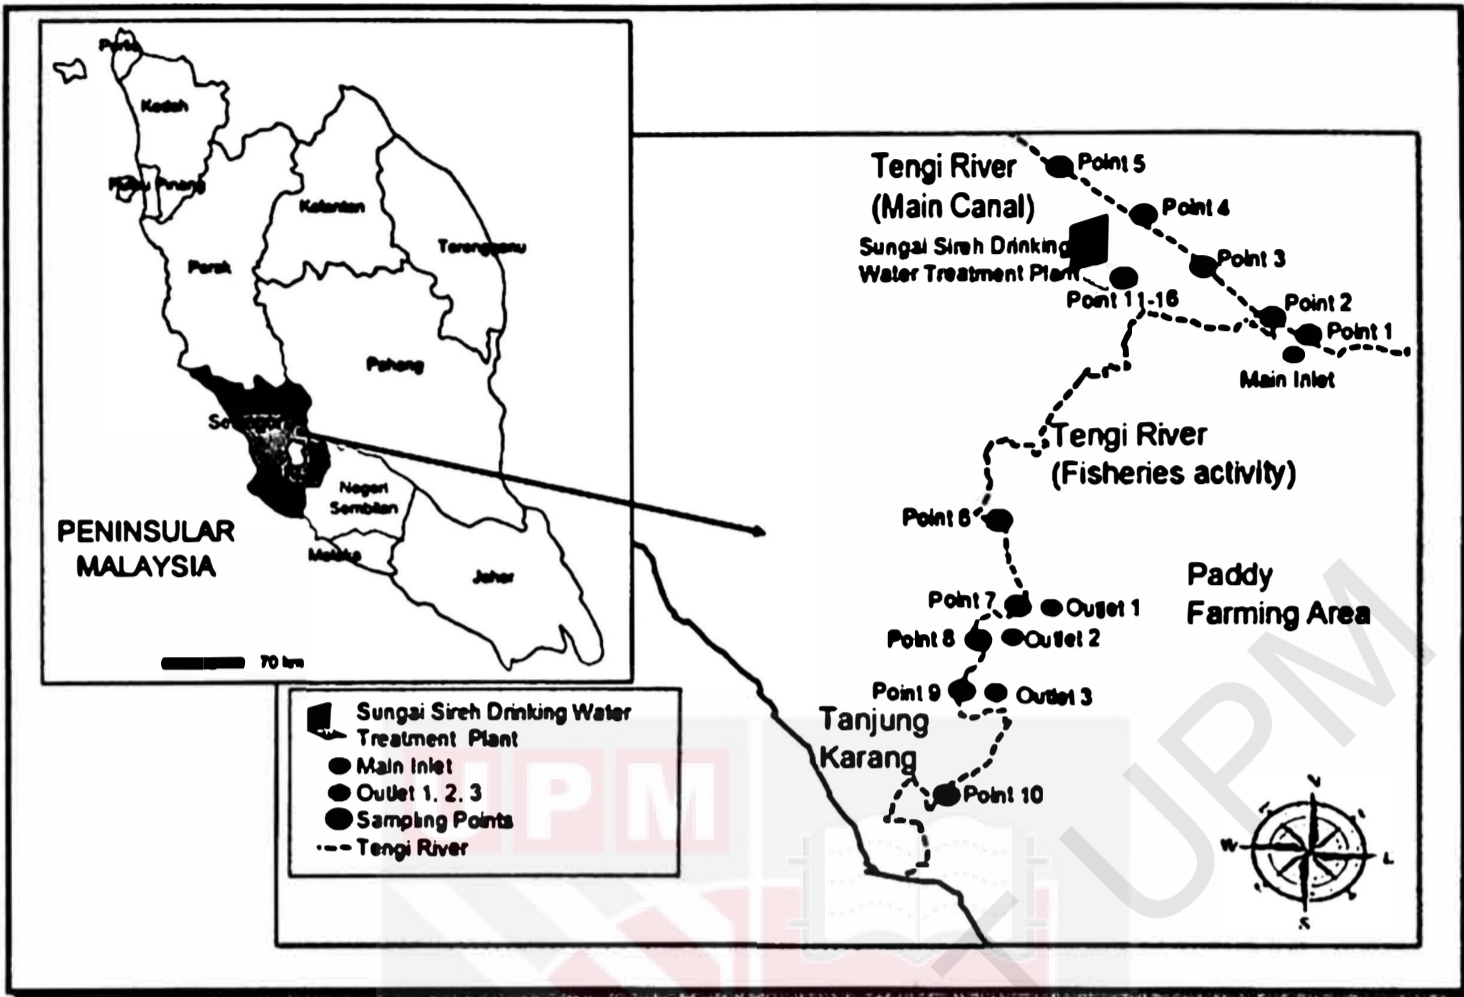 Perlis
Kedah
Pulau Pinang
Kelantan
Terengganu
Perak
Pahang
Selangor
Negeri
Sembilan
Melaka
Johor
PENINSULAR
MALAYSIA
70 km
Tengi River
(Main Canal)
Sungai Sireh Drinking
Water Treatment Plant
Point 5
Point 4
Point 3
Point 2
Point 1
Point 11-16
Main Inlet
Tengi River
(Fisheries activity)
Point 6
Paddy
Farming Area
Point 7
Outlet 1
Point 8
Outlet 2
Point 9
Outlet 3
Tanjung
Karang
Point 10
Sungai Sireh Drinking Water
Treatment Plant
Main Inlet
Outlet 1, 2, 3
Sampling Points
Tengi River
W
L
S
UPM
T UPM